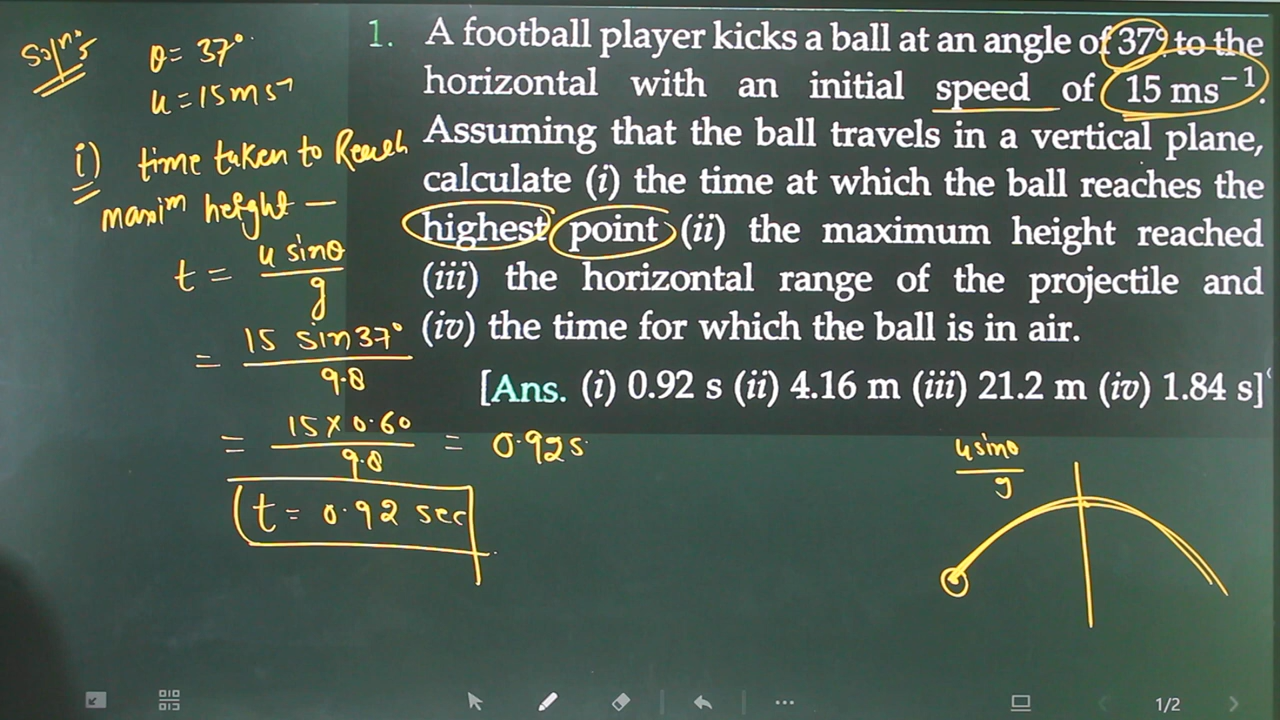 Solnːs
θ = 37°
u = 15 ms⁻¹
i) time taken to Reach
maxiᵐ height —
t = u sinθ / g
= 15 sin37° / 9.8
= 15 × 0.60 / 9.8 = 0.92s
t = 0.92 sec
1. A football player kicks a ball at an angle of 37° to the
horizontal with an initial speed of 15 ms⁻¹.
Assuming that the ball travels in a vertical plane,
calculate (i) the time at which the ball reaches the
highest point (ii) the maximum height reached
(iii) the horizontal range of the projectile and
(iv) the time for which the ball is in air.
[Ans. (i) 0.92 s (ii) 4.16 m (iii) 21.2 m (iv) 1.84 s]
u sinθ / g
1/2